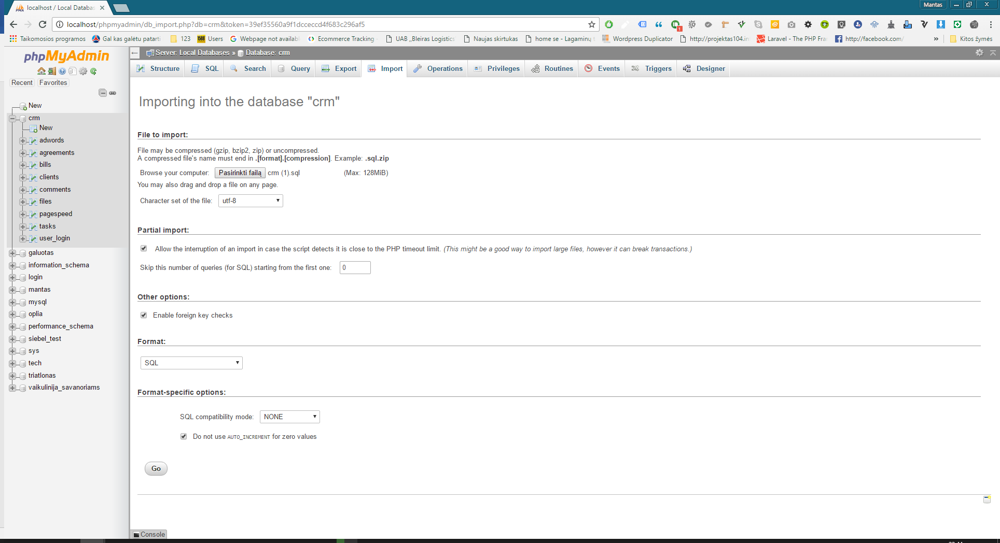 localhost / Local Databas
Mantas
localhost/phpmyadmin/db_import.php?db=crm&token=39ef35560a9f1dcceccd4f683c296af5
Taikomosios programos
Gal kas galėtu patarti
123
Users
Webpage not availabl
Ecommerce Tracking
UAB „Bleiras Logistics
Naujas skirtukas
home se - Lagaminų
Wordpress Duplicator
http://projektas104.in
Laravel - The PHP Fra
http://facebook.com/
»
Kitos žymės
phpMyAdmin
Recent
Favorites
New
crm
New
adwords
agreements
bills
clients
comments
files
pagespeed
tasks
user_login
galuotas
information_schema
login
mantas
mysql
oplia
performance_schema
siebel_test
sys
tech
triatlonas
vaikulinija_savanoriams
Server: Local Databases » Database: crm
Structure
SQL
Search
Query
Export
Import
Operations
Privileges
Routines
Events
Triggers
Designer
Importing into the database "crm"
File to import:
File may be compressed (gzip, bzip2, zip) or uncompressed.
A compressed file's name must end in .[format].[compression]. Example: .sql.zip
Browse your computer: Pasirinkti failą crm (1).sql (Max: 128MiB)
You may also drag and drop a file on any page.
Character set of the file: utf-8
Partial import:
Allow the interruption of an import in case the script detects it is close to the PHP timeout limit. (This might be a good way to import large files, however it can break transactions.)
Skip this number of queries (for SQL) starting from the first one: 0
Other options:
Enable foreign key checks
Format:
SQL
Format-specific options:
SQL compatibility mode: NONE
Do not use AUTO_INCREMENT for zero values
Go
Console